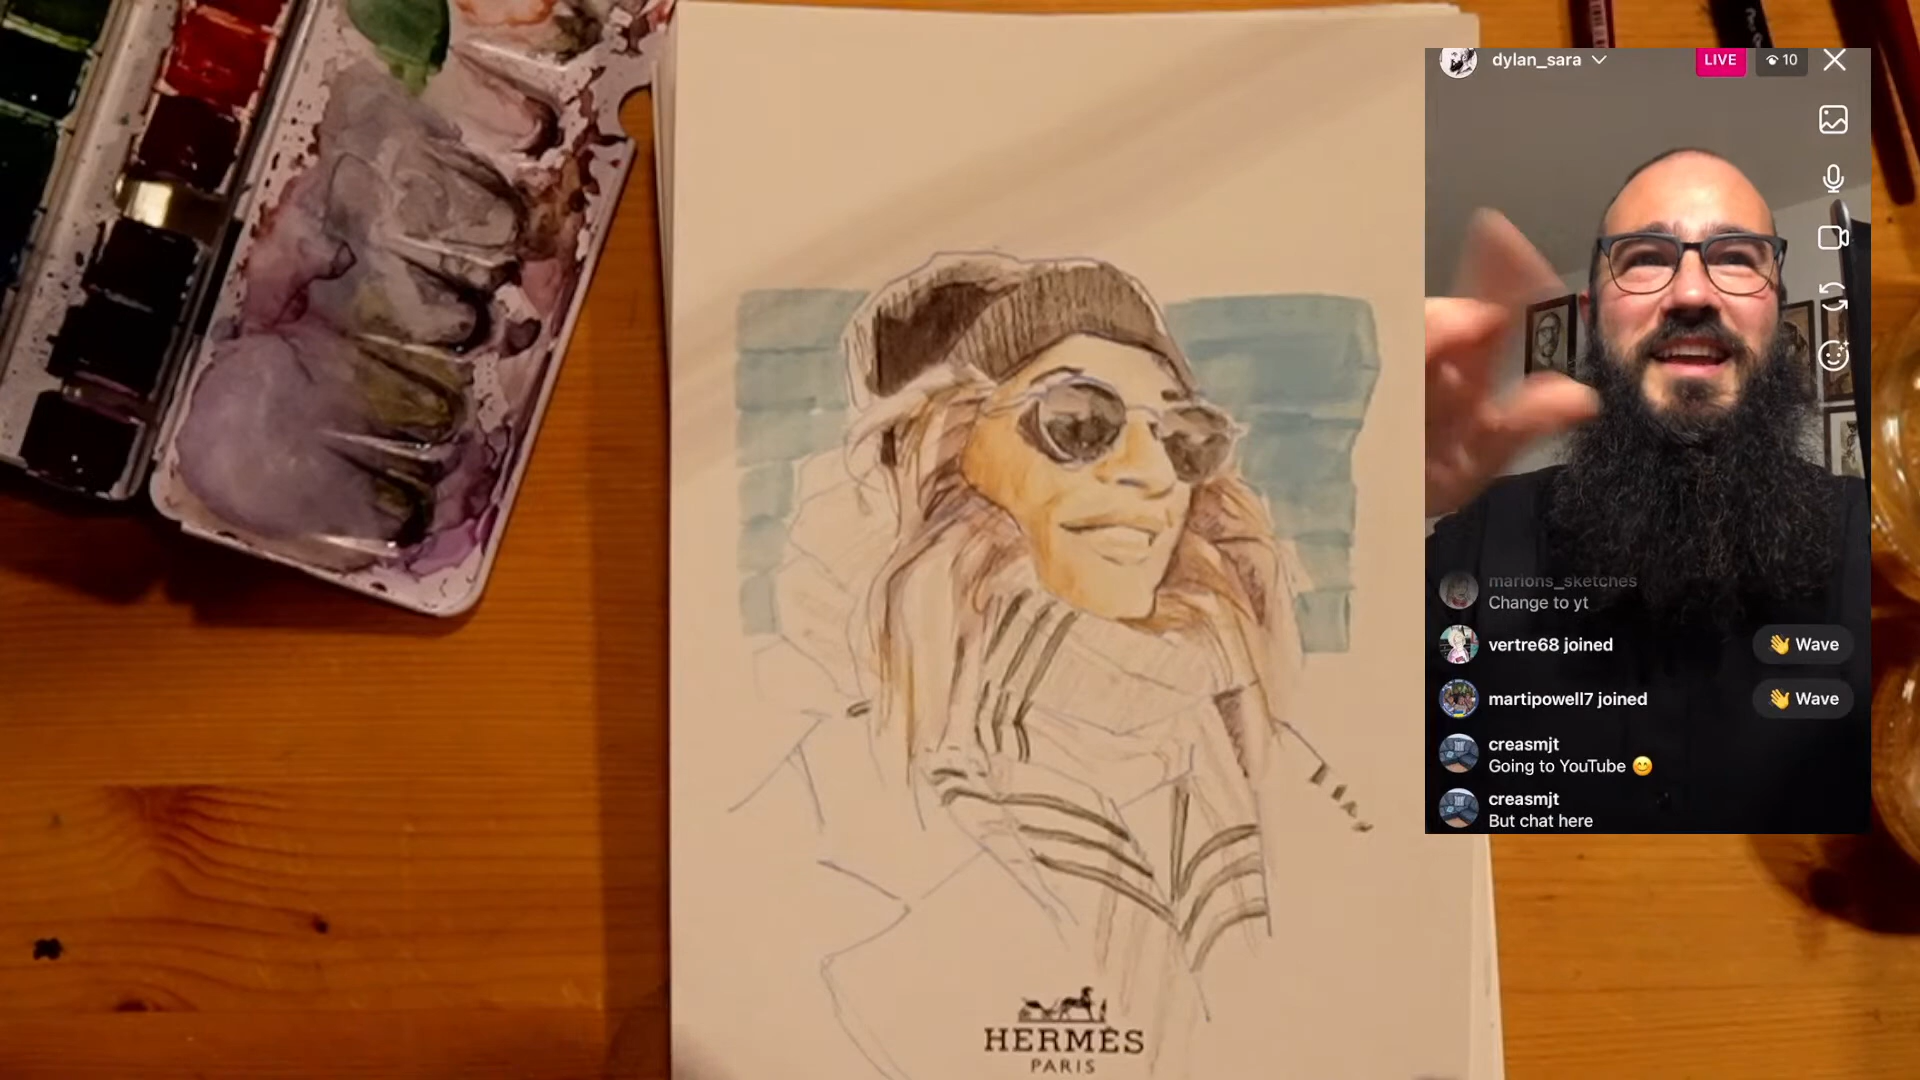 dylan_sara
LIVE
10
marions_sketches
Change to yt
vertre68 joined
Wave
martipowell7 joined
Wave
creasmjt
Going to YouTube 😊
creasmjt
But chat here
HERMÈS
PARIS